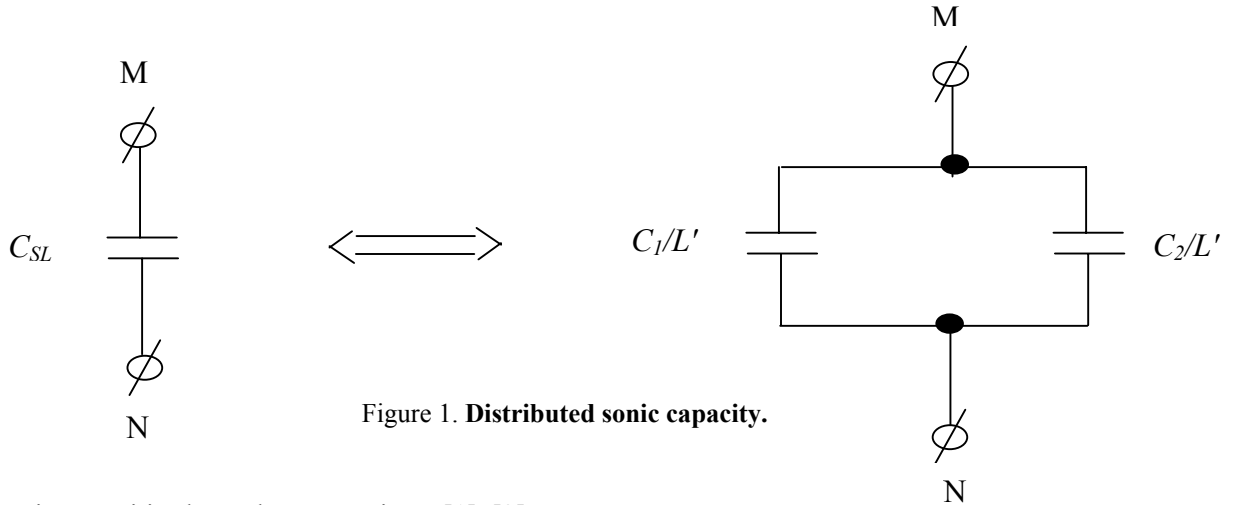 M
M
C_SL
C_1/L'
C_2/L'
Figure 1. Distributed sonic capacity.
N
N